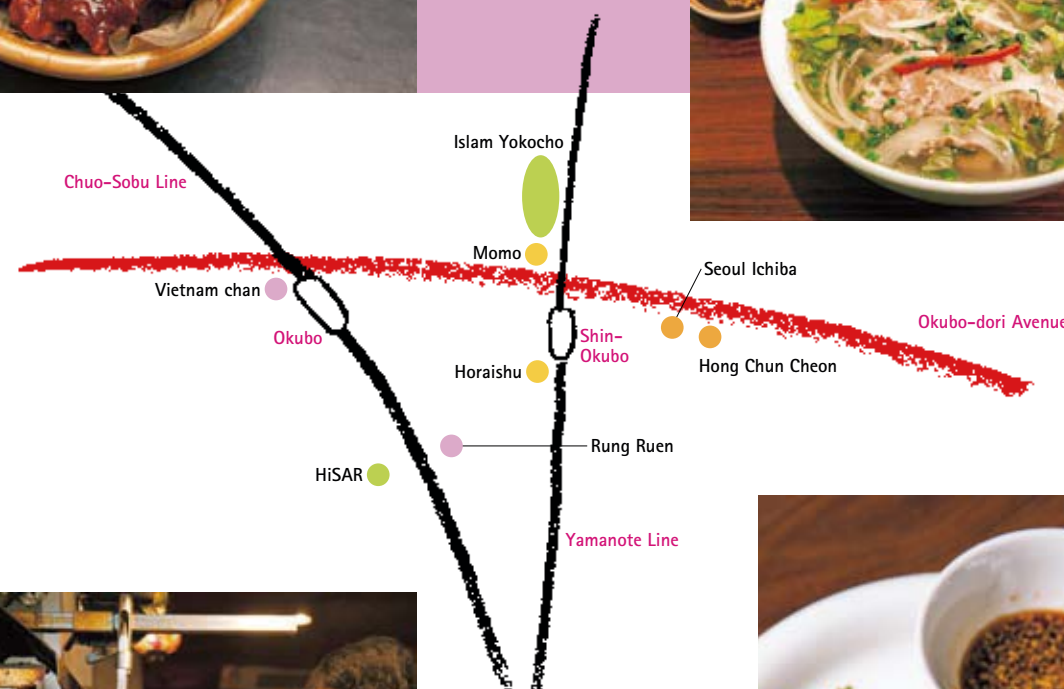 Islam Yokocho
Chuo-Sobu Line
Momo
Seoul Ichiba
Vietnam chan
Okubo-dori Avenue
Okubo
Shin-
Okubo
Horaishu
Hong Chun Cheon
Rung Ruen
HiSAR
Yamanote Line